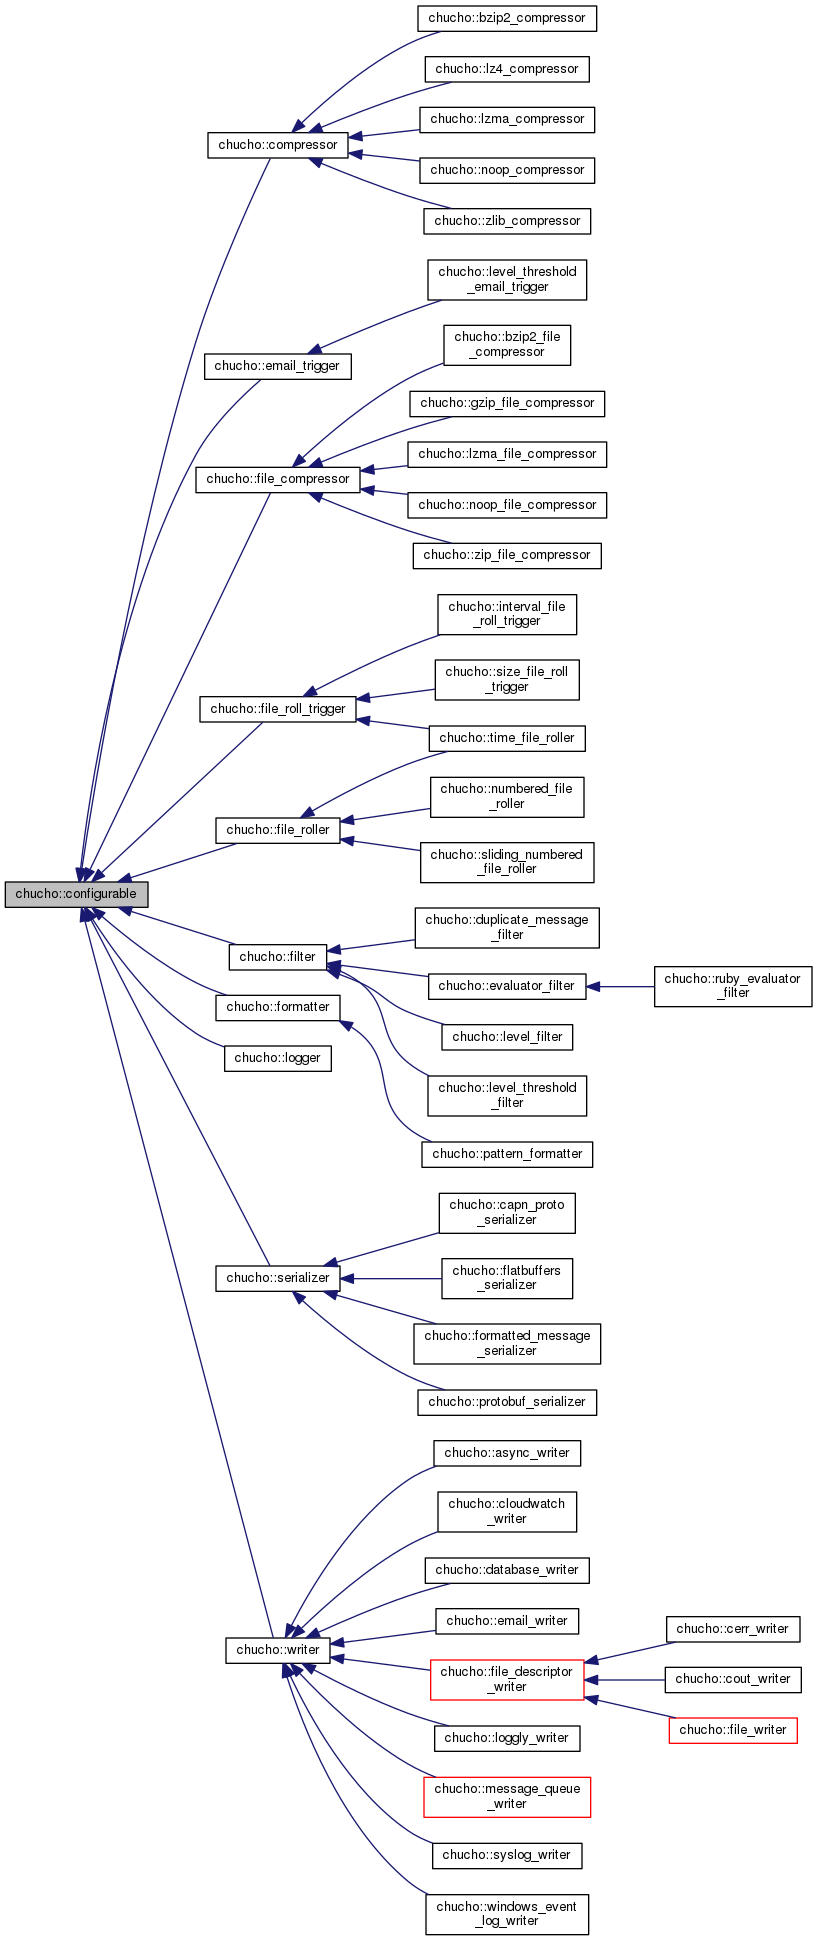 chucho::bzip2_compressor
chucho::lz4_compressor
chucho::lzma_compressor
chucho::compressor
chucho::noop_compressor
chucho::zlib_compressor
chucho::level_threshold
_email_trigger
chucho::email_trigger
chucho::bzip2_file
_compressor
chucho::gzip_file_compressor
chucho::lzma_file_compressor
chucho::file_compressor
chucho::noop_file_compressor
chucho::zip_file_compressor
chucho::interval_file
_roll_trigger
chucho::size_file_roll
_trigger
chucho::file_roll_trigger
chucho::time_file_roller
chucho::numbered_file
_roller
chucho::file_roller
chucho::sliding_numbered
_file_roller
chucho::configurable
chucho::duplicate_message
_filter
chucho::filter
chucho::evaluator_filter
chucho::ruby_evaluator
_filter
chucho::formatter
chucho::level_filter
chucho::logger
chucho::level_threshold
_filter
chucho::pattern_formatter
chucho::capn_proto
_serializer
chucho::serializer
chucho::flatbuffers
_serializer
chucho::formatted_message
_serializer
chucho::protobuf_serializer
chucho::async_writer
chucho::cloudwatch
_writer
chucho::database_writer
chucho::email_writer
chucho::cerr_writer
chucho::writer
chucho::file_descriptor
_writer
chucho::cout_writer
chucho::file_writer
chucho::loggly_writer
chucho::message_queue
_writer
chucho::syslog_writer
chucho::windows_event
_log_writer